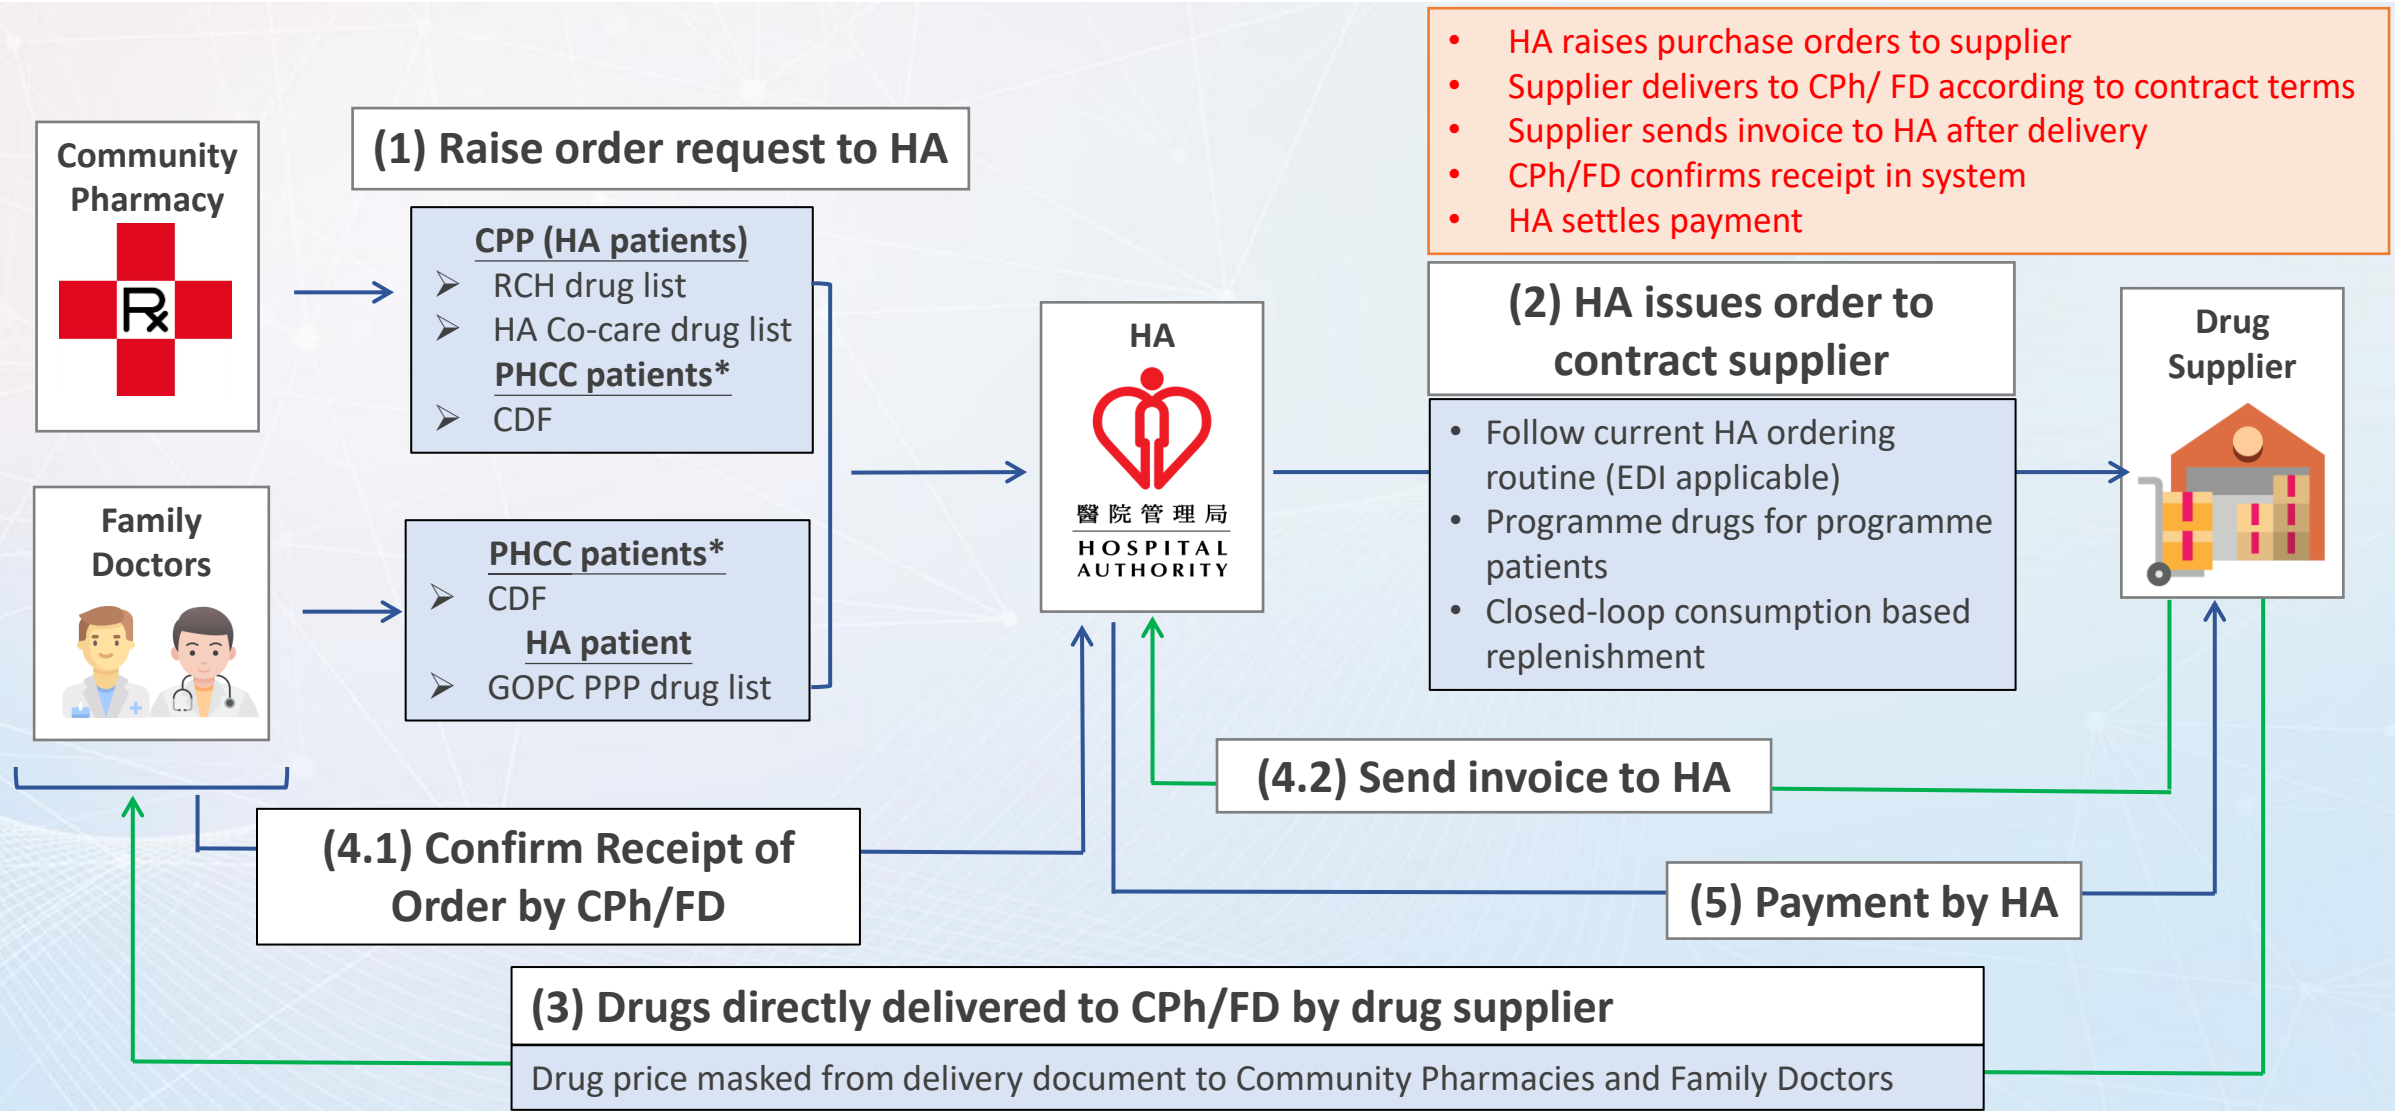 • HA raises purchase orders to supplier
• Supplier delivers to CPh/ FD according to contract terms
• Supplier sends invoice to HA after delivery
• CPh/FD confirms receipt in system
• HA settles payment
Community
Pharmacy
Rx
(1) Raise order request to HA
CPP (HA patients)
➢ RCH drug list
➢ HA Co-care drug list
PHCC patients*
➢ CDF
Family
Doctors
PHCC patients*
➢ CDF
HA patient
➢ GOPC PPP drug list
HA
醫院管理局
HOSPITAL
AUTHORITY
(2) HA issues order to
contract supplier
• Follow current HA ordering
routine (EDI applicable)
• Programme drugs for programme
patients
• Closed-loop consumption based
replenishment
Drug
Supplier
(4.2) Send invoice to HA
(4.1) Confirm Receipt of
Order by CPh/FD
(5) Payment by HA
(3) Drugs directly delivered to CPh/FD by drug supplier
Drug price masked from delivery document to Community Pharmacies and Family Doctors